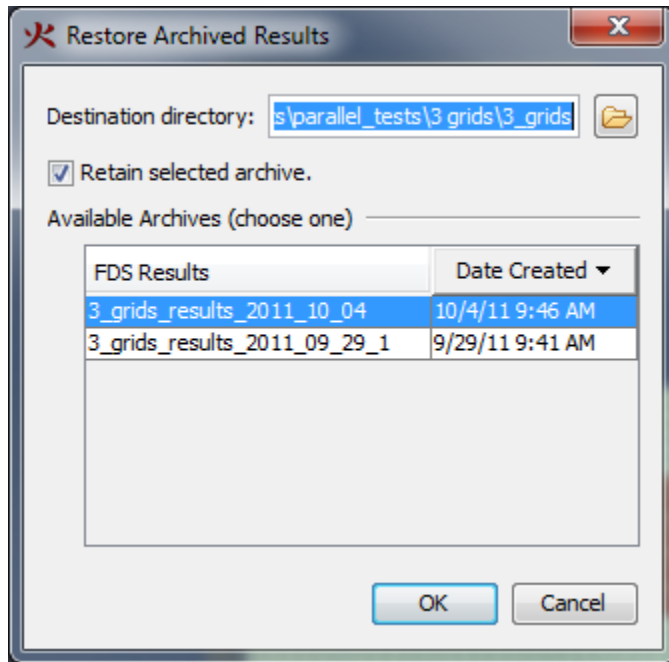 Restore Archived Results
Destination directory: s\parallel_tests\3 grids\3_grids
Retain selected archive.
Available Archives (choose one)
FDS Results Date Created
3_grids_results_2011_10_04 10/4/11 9:46 AM
3_grids_results_2011_09_29_1 9/29/11 9:41 AM
OK Cancel